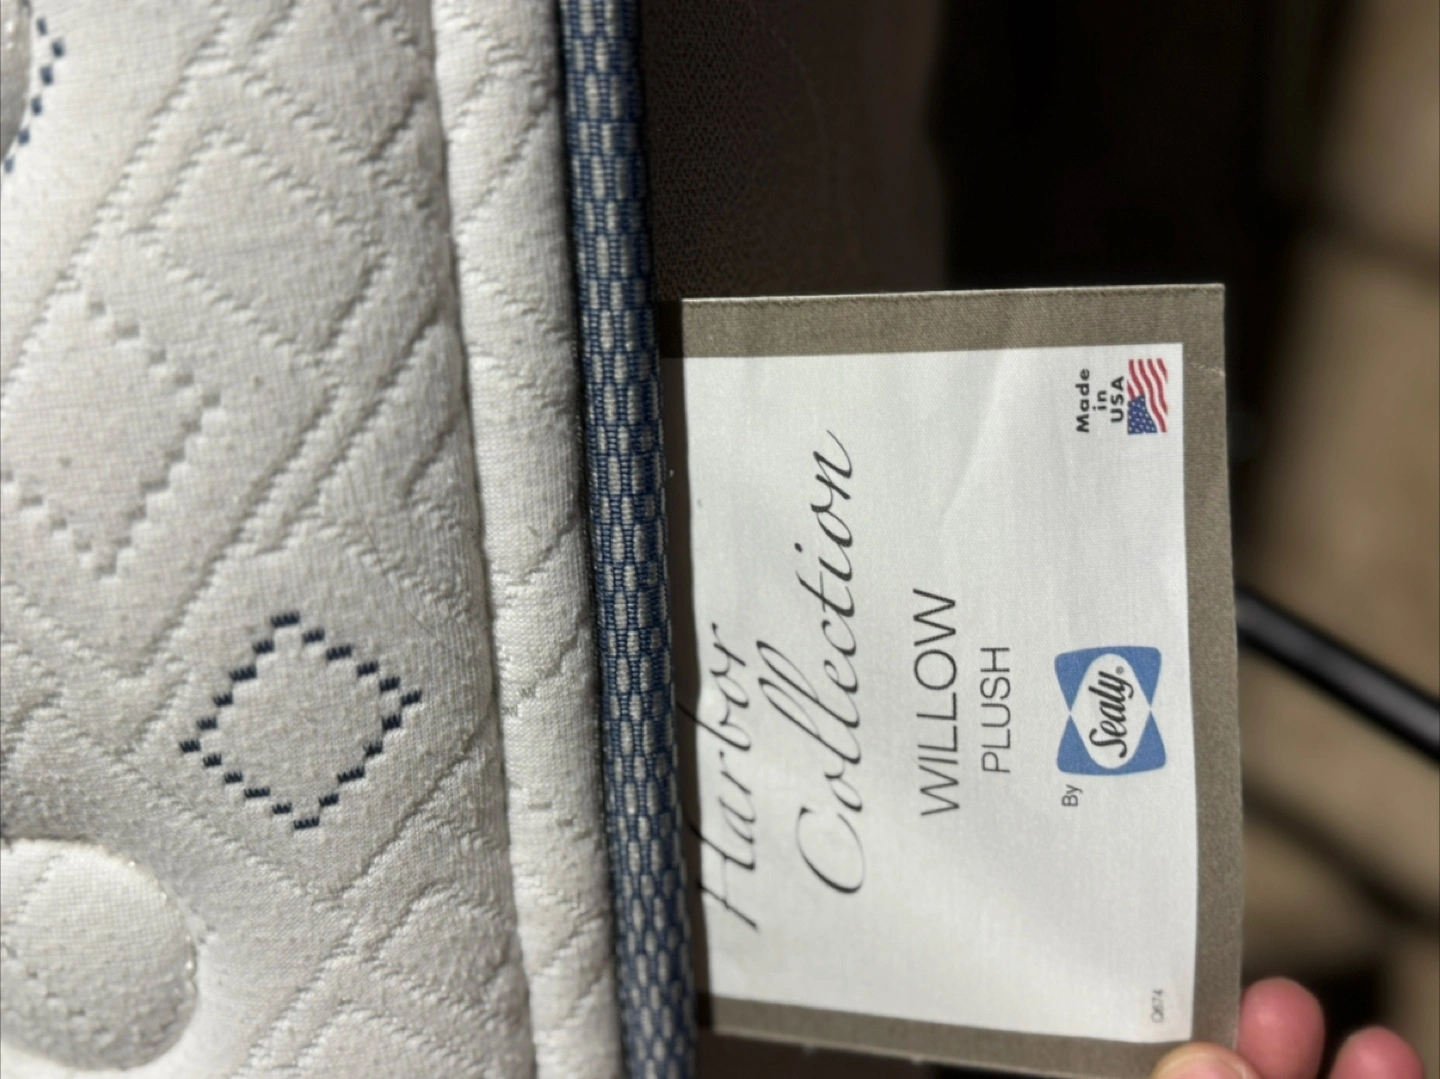 Harbor
Collection
WILLOW
PLUSH
By Sealy®
Made
in
USA